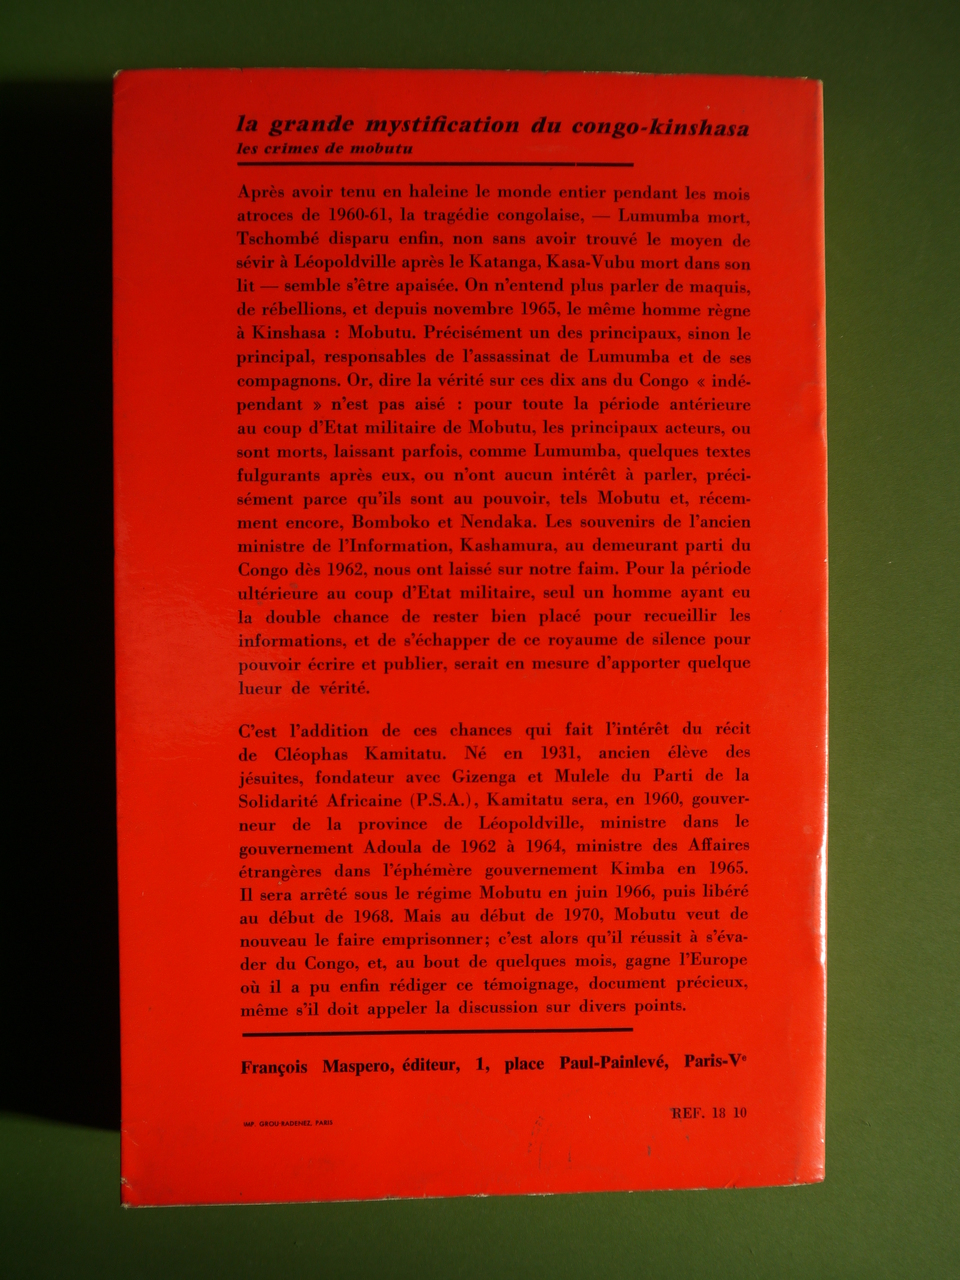 la grande mystification du congo-kinshasa
les crimes de mobutu
Après avoir tenu en haleine le monde entier pendant les mois
atroces de 1960-61, la tragédie congolaise, — Lumumba mort,
Tschombé disparu enfin, non sans avoir trouvé le moyen de
sévir à Léopoldville après le Katanga, Kasa-Vubu mort dans son
lit — semble s'être apaisée. On n'entend plus parler de maquis,
de rébellions, et depuis novembre 1965, le même homme règne
à Kinshasa : Mobutu. Précisément un des principaux, sinon le
principal, responsables de l'assassinat de Lumumba et de ses
compagnons. Or, dire la vérité sur ces dix ans du Congo « indé-
pendant » n'est pas aisé : pour toute la période antérieure
au coup d'Etat militaire de Mobutu, les principaux acteurs, ou
sont morts, laissant parfois, comme Lumumba, quelques textes
fulgurants après eux, ou n'ont aucun intérêt à parler, préci-
sément parce qu'ils sont au pouvoir, tels Mobutu et, récem-
ment encore, Bomboko et Nendaka. Les souvenirs de l'ancien
ministre de l'Information, Kashamura, au demeurant parti du
Congo dès 1962, nous ont laissé sur notre faim. Pour la période
ultérieure au coup d'Etat militaire, seul un homme ayant eu
la double chance de rester bien placé pour recueillir les
informations, et de s'échapper de ce royaume de silence pour
pouvoir écrire et publier, serait en mesure d'apporter quelque
lueur de vérité.
C'est l'addition de ces chances qui fait l'intérêt du récit
de Cléophas Kamitatu. Né en 1931, ancien élève des
jésuites, fondateur avec Gizenga et Mulele du Parti de la
Solidarité Africaine (P.S.A.), Kamitatu sera, en 1960, gouver-
neur de la province de Léopoldville, ministre dans le
gouvernement Adoula de 1962 à 1964, ministre des Affaires
étrangères dans l'éphémère gouvernement Kimba en 1965.
Il sera arrêté sous le régime Mobutu en juin 1966, puis libéré
au début de 1968. Mais au début de 1970, Mobutu veut de
nouveau le faire emprisonner; c'est alors qu'il réussit à s'éva-
der du Congo, et, au bout de quelques mois, gagne l'Europe
où il a pu enfin rédiger ce témoignage, document précieux,
même s'il doit appeler la discussion sur divers points.
François Maspero, éditeur, 1, place Paul-Painlevé, Paris-Ve
REF. 18 10
IMP. GROU-RADENEZ, PARIS